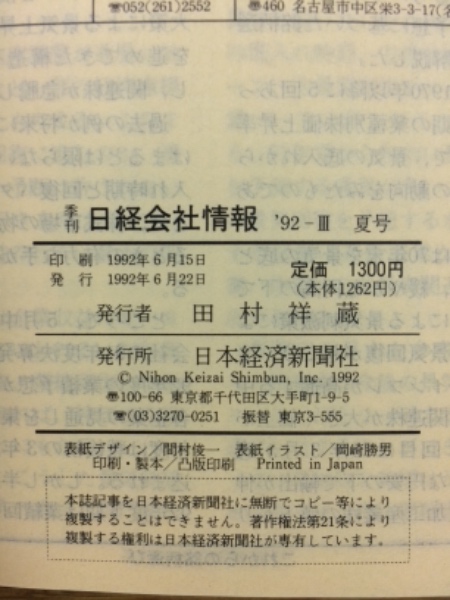 ☎052(261)2552
〠460 名古屋市中区栄3-3-17
季刊 日経会社情報 '92-Ⅲ 夏号
印刷 1992年6月15日
発行 1992年6月22日
定価 1300円
(本体1262円)
発行者 田村祥蔵
発行所 日本経済新聞社
© Nihon Keizai Shimbun, Inc. 1992
〠100-66 東京都千代田区大手町1-9-5
☎(03)3270-0251 振替 東京3-555
表紙デザイン/間村俊一 表紙イラスト/岡崎勝男
印刷・製本/凸版印刷 Printed in Japan
本誌記事を日本経済新聞社に無断でコピー等により
複製することはできません。著作権法第21条により
複製する権利は日本経済新聞社が専有しています。